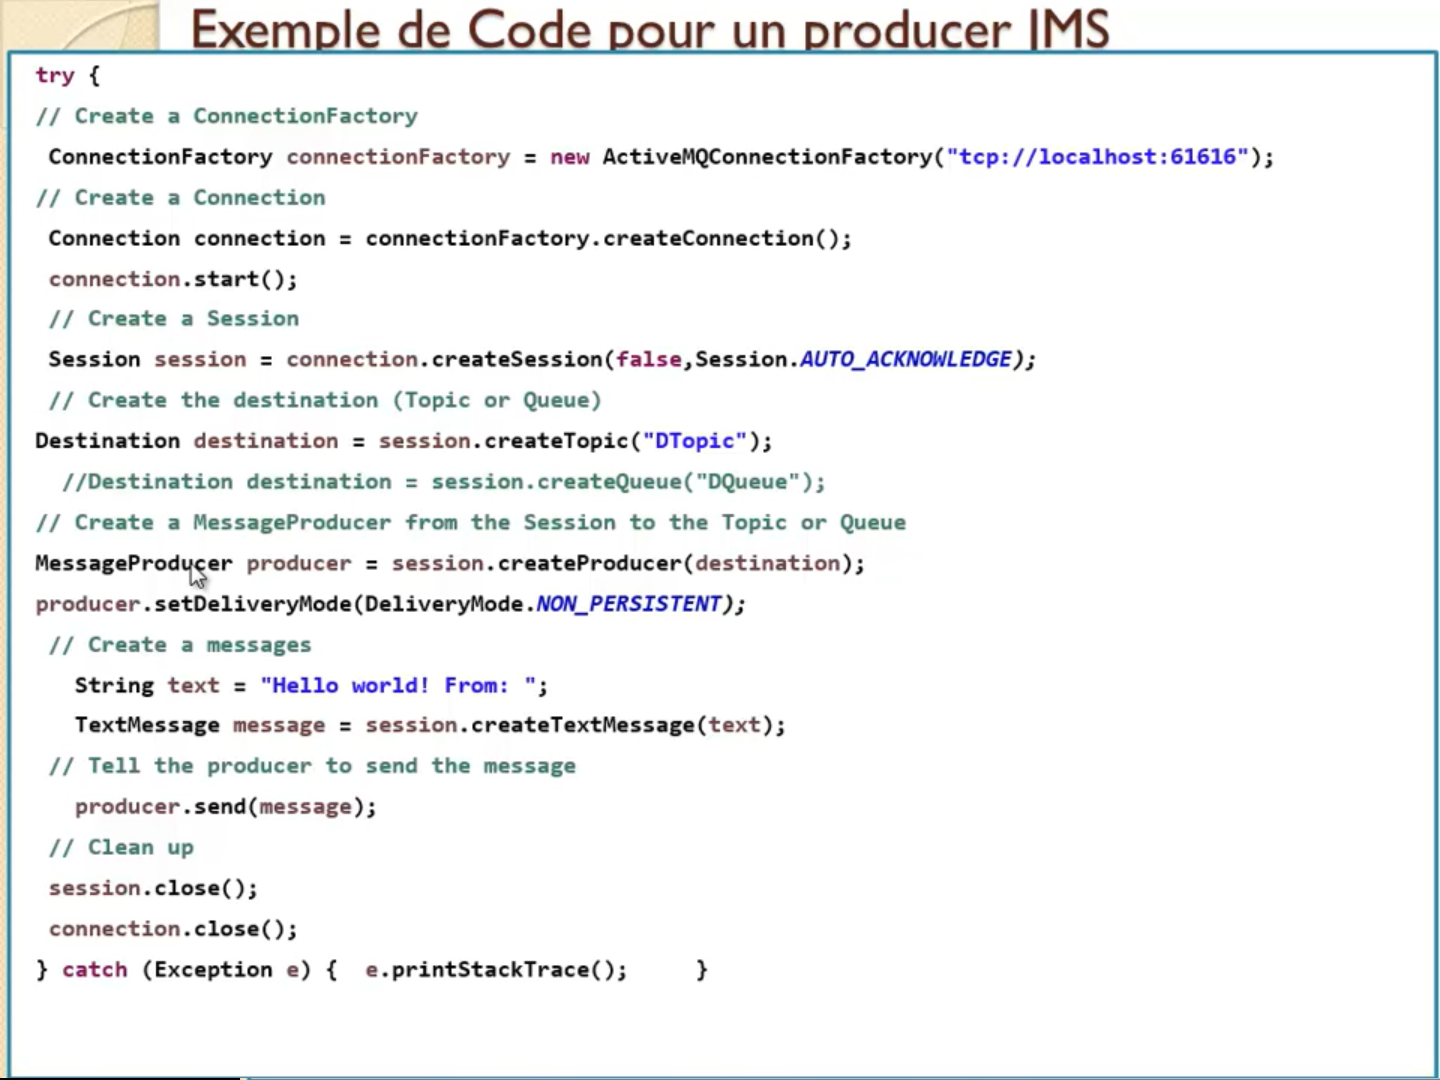 Exemple de Code pour un producer JMS
try {
// Create a ConnectionFactory
ConnectionFactory connectionFactory = new ActiveMQConnectionFactory("tcp://localhost:61616");
// Create a Connection
Connection connection = connectionFactory.createConnection();
connection.start();
// Create a Session
Session session = connection.createSession(false,Session.AUTO_ACKNOWLEDGE);
// Create the destination (Topic or Queue)
Destination destination = session.createTopic("DTopic");
//Destination destination = session.createQueue("DQueue");
// Create a MessageProducer from the Session to the Topic or Queue
MessageProducer producer = session.createProducer(destination);
producer.setDeliveryMode(DeliveryMode.NON_PERSISTENT);
// Create a messages
String text = "Hello world! From: ";
TextMessage message = session.createTextMessage(text);
// Tell the producer to send the message
producer.send(message);
// Clean up
session.close();
connection.close();
} catch (Exception e) { e.printStackTrace(); }